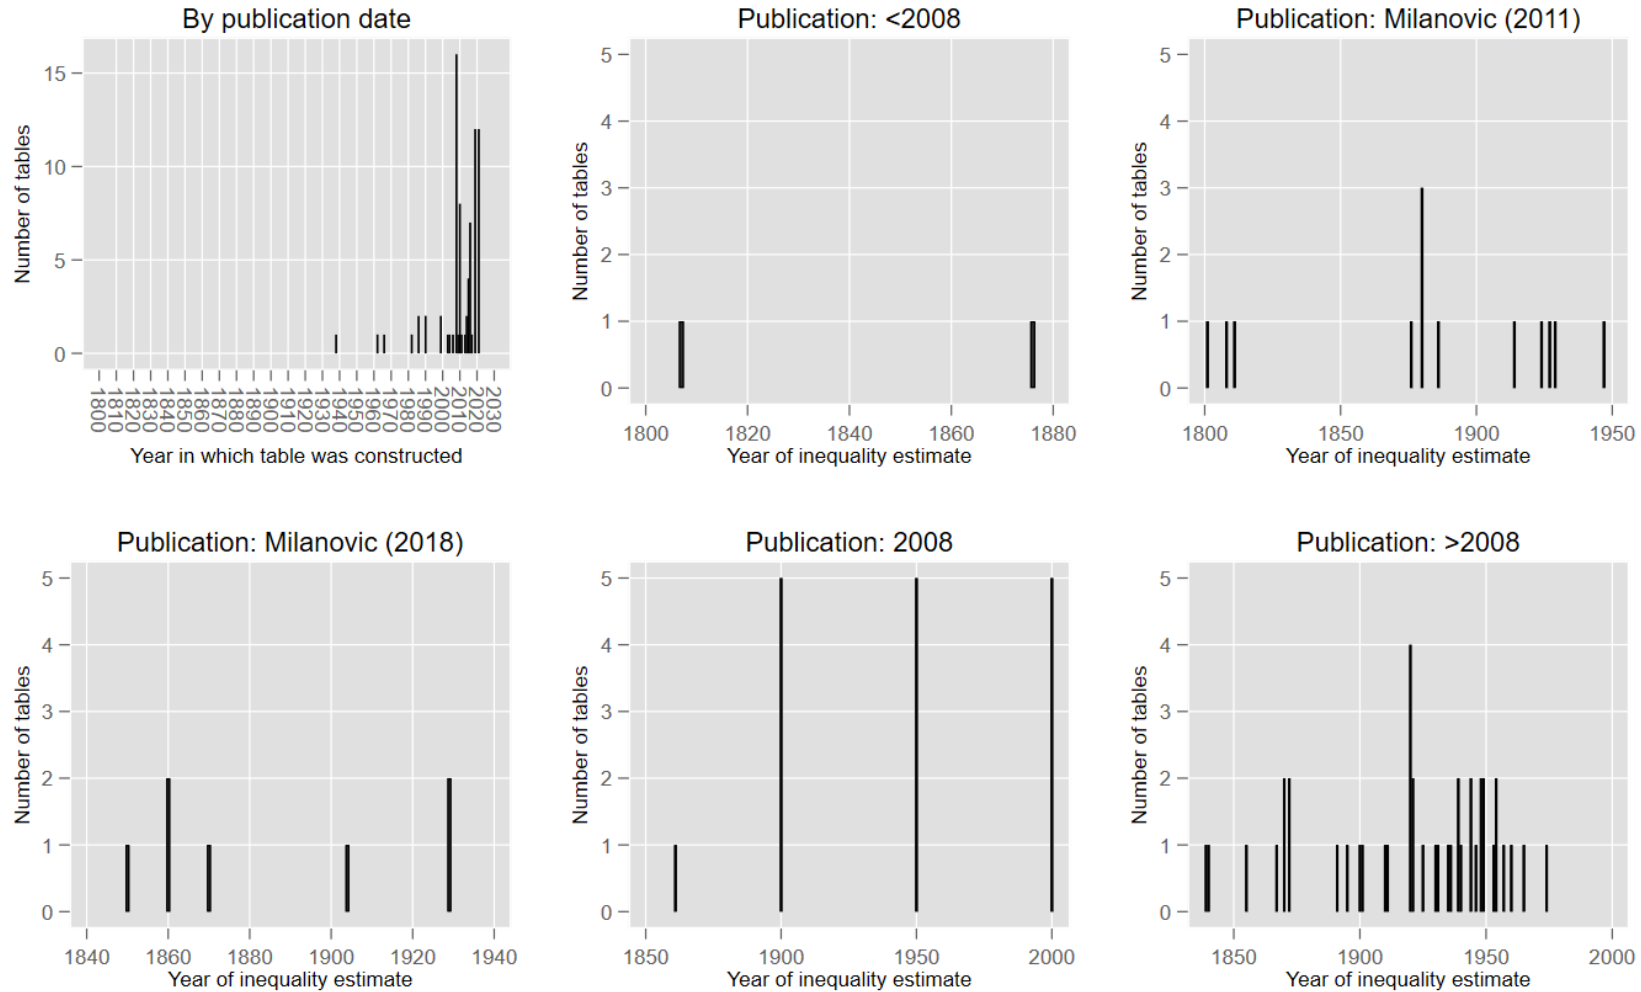 By publication date
15
10
5
0
Number of tables
1800 1810 1820 1830 1840 1850 1860 1870 1880 1890 1900 1910 1920 1930 1940 1950 1960 1970 1980 1990 2000 2010 2020 2030
Year in which table was constructed
Publication: <2008
5
4
3
2
1
0
Number of tables
1800 1820 1840 1860 1880
Year of inequality estimate
Publication: Milanovic (2011)
5
4
3
2
1
0
Number of tables
1800 1850 1900 1950
Year of inequality estimate
Publication: Milanovic (2018)
5
4
3
2
1
0
Number of tables
1840 1860 1880 1900 1920 1940
Year of inequality estimate
Publication: 2008
5
4
3
2
1
0
Number of tables
1850 1900 1950 2000
Year of inequality estimate
Publication: >2008
5
4
3
2
1
0
Number of tables
1850 1900 1950 2000
Year of inequality estimate